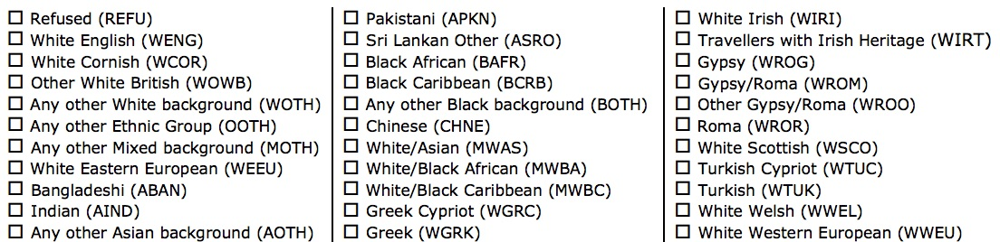 Refused (REFU)
White English (WENG)
White Cornish (WCOR)
Other White British (WOWB)
Any other White background (WOTH)
Any other Ethnic Group (OOTH)
Any other Mixed background (MOTH)
White Eastern European (WEEU)
Bangladeshi (ABAN)
Indian (AIND)
Any other Asian background (AOTH)
Pakistani (APKN)
Sri Lankan Other (ASRO)
Black African (BAFR)
Black Caribbean (BCRB)
Any other Black background (BOTH)
Chinese (CHNE)
White/Asian (MWAS)
White/Black African (MWBA)
White/Black Caribbean (MWBC)
Greek Cypriot (WGRC)
Greek (WGRK)
White Irish (WIRI)
Travellers with Irish Heritage (WIRT)
Gypsy (WROG)
Gypsy/Roma (WROM)
Other Gypsy/Roma (WROO)
Roma (WROR)
White Scottish (WSCO)
Turkish Cypriot (WTUC)
Turkish (WTUK)
White Welsh (WWEL)
White Western European (WWEU)